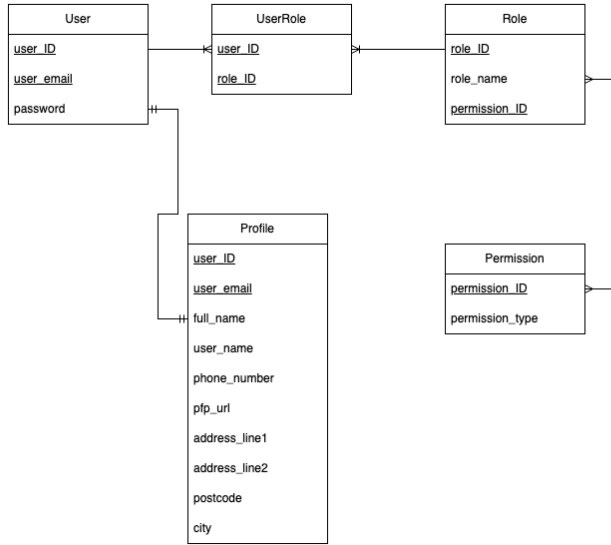 User
user_ID
user_email
password
UserRole
user_ID
role_ID
Role
role_ID
role_name
permission_ID
Profile
user_ID
user_email
full_name
user_name
phone_number
pfp_url
address_line1
address_line2
postcode
city
Permission
permission_ID
permission_type